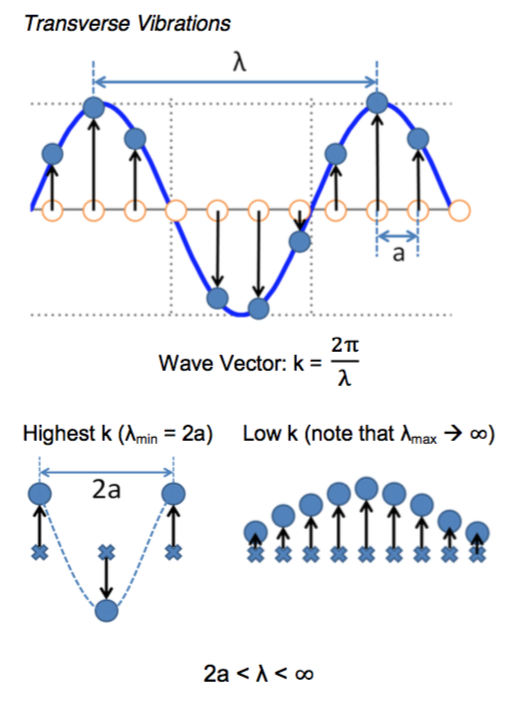 Transverse Vibrations
λ
a
Wave Vector: k = 2π/λ
Highest k (λmin = 2a) Low k (note that λmax → ∞)
2a
2a < λ < ∞